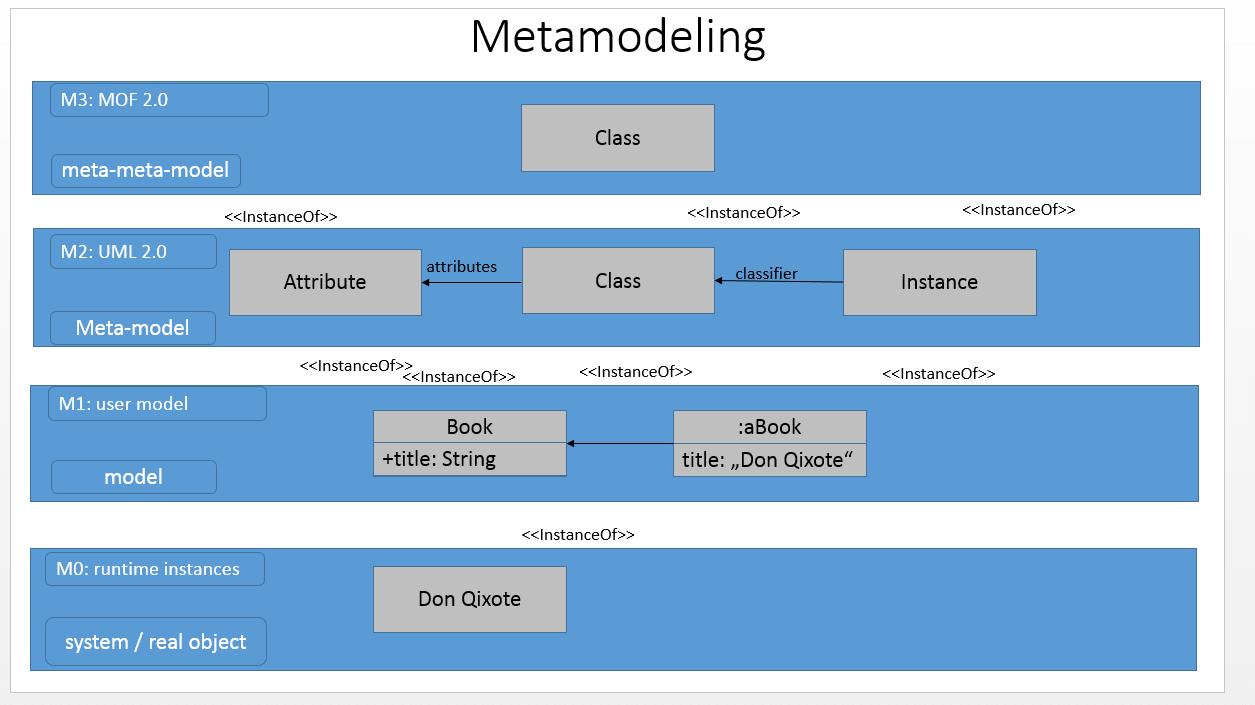 Metamodeling
M3: MOF 2.0
Class
meta-meta-model
<<InstanceOf>>
<<InstanceOf>>
<<InstanceOf>>
M2: UML 2.0
Attribute
attributes
Class
classifier
Instance
Meta-model
<<InstanceOf>>
<<InstanceOf>>
<<InstanceOf>>
<<InstanceOf>>
M1: user model
Book
:aBook
+title: String
title: „Don Qixote“
model
<<InstanceOf>>
M0: runtime instances
Don Qixote
system / real object